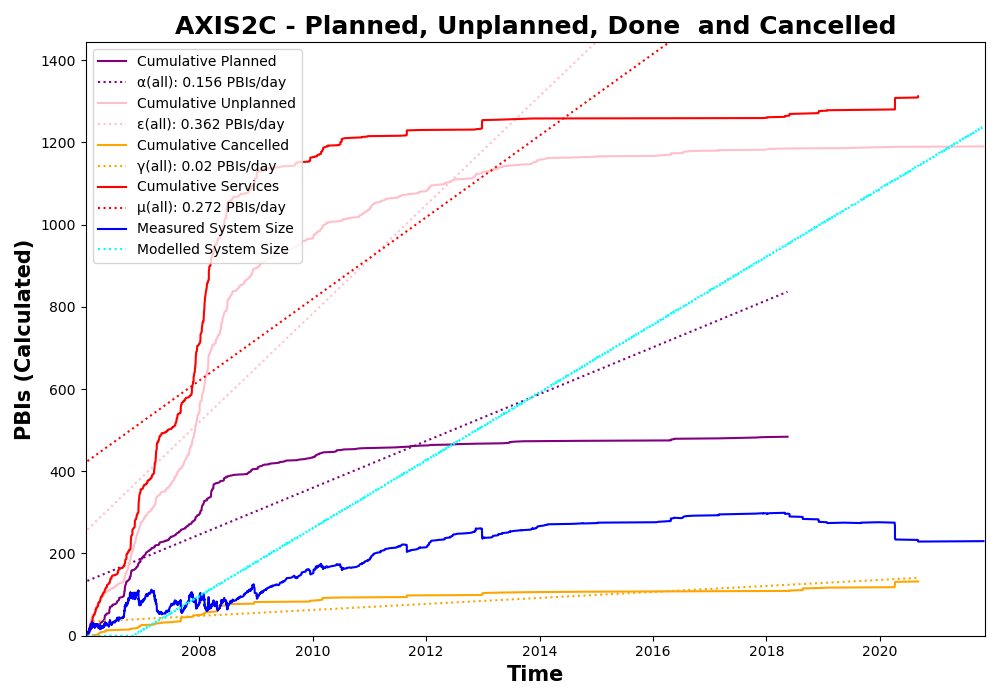 AXIS2C - Planned, Unplanned, Done  and Cancelled
1400
1200
1000
800
600
400
200
0
PBIs (Calculated)
Cumulative Planned
α(all): 0.156 PBIs/day
Cumulative Unplanned
ε(all): 0.362 PBIs/day
Cumulative Cancelled
γ(all): 0.02 PBIs/day
Cumulative Services
μ(all): 0.272 PBIs/day
Measured System Size
Modelled System Size
2008 2010 2012 2014 2016 2018 2020
Time